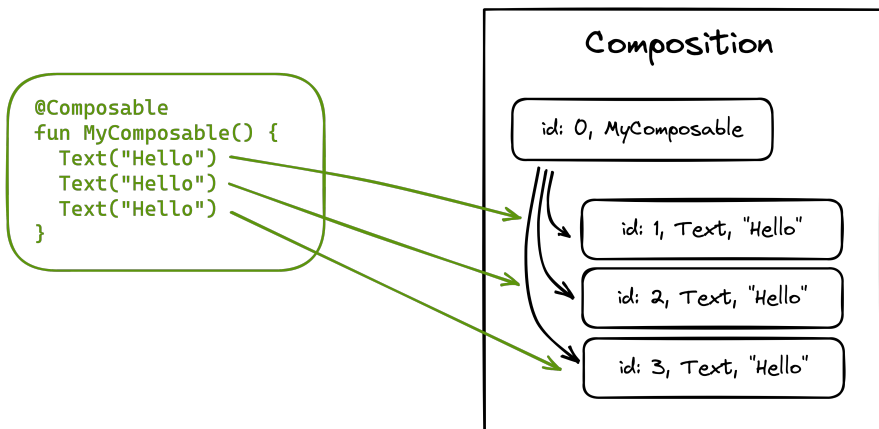 @Composable
fun MyComposable() {
Text("Hello")
Text("Hello")
Text("Hello")
}
Composition
id: 0, MyComposable
id: 1, Text, "Hello"
id: 2, Text, "Hello"
id: 3, Text, "Hello"